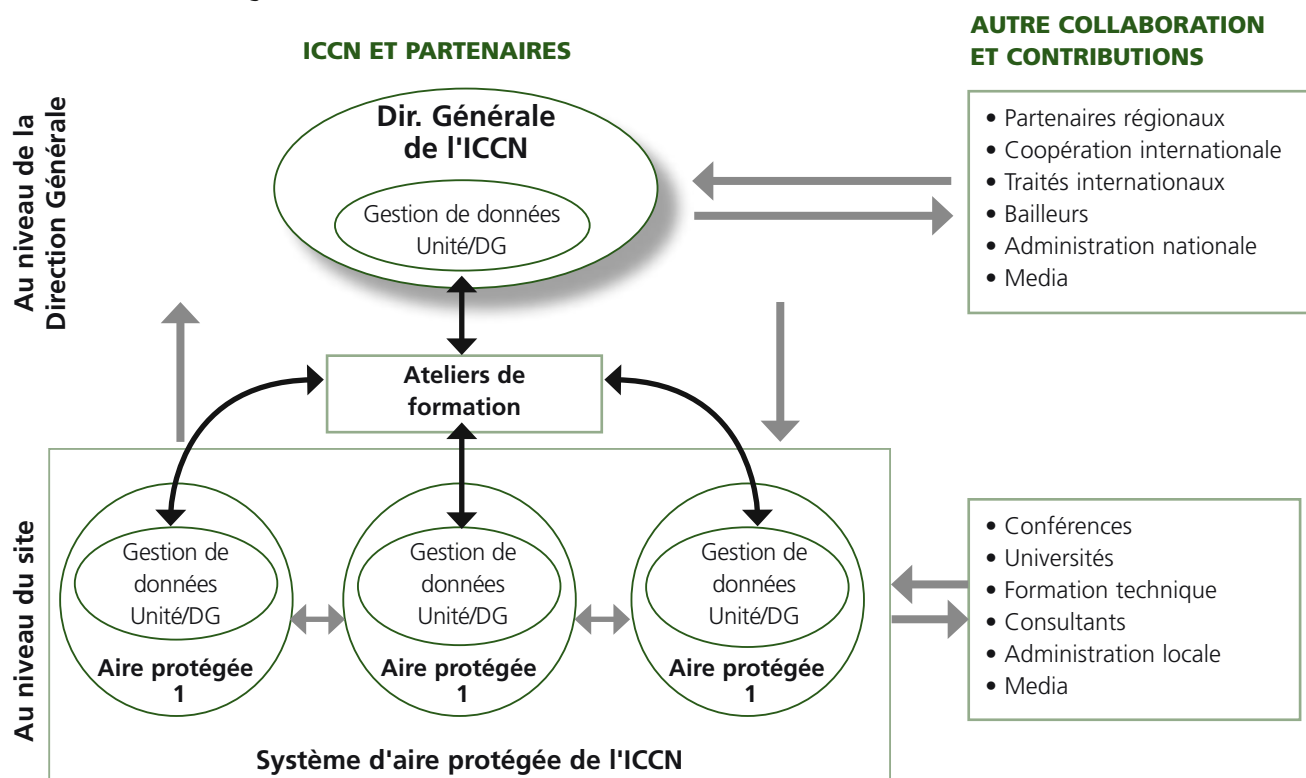 AUTRE COLLABORATION
ET CONTRIBUTIONS
ICCN ET PARTENAIRES
Au niveau de la
Direction Générale
Dir. Générale
de l'ICCN
Gestion de données
Unité/DG
• Partenaires régionaux
• Coopération internationale
• Traités internationaux
• Bailleurs
• Administration nationale
• Media
Ateliers de
formation
Au niveau du site
Gestion de
données
Unité/DG
Aire protégée
1
Gestion de
données
Unité/DG
Aire protégée
1
Gestion de
données
Unité/DG
Aire protégée
1
Système d'aire protégée de l'ICCN
• Conférences
• Universités
• Formation technique
• Consultants
• Administration locale
• Media